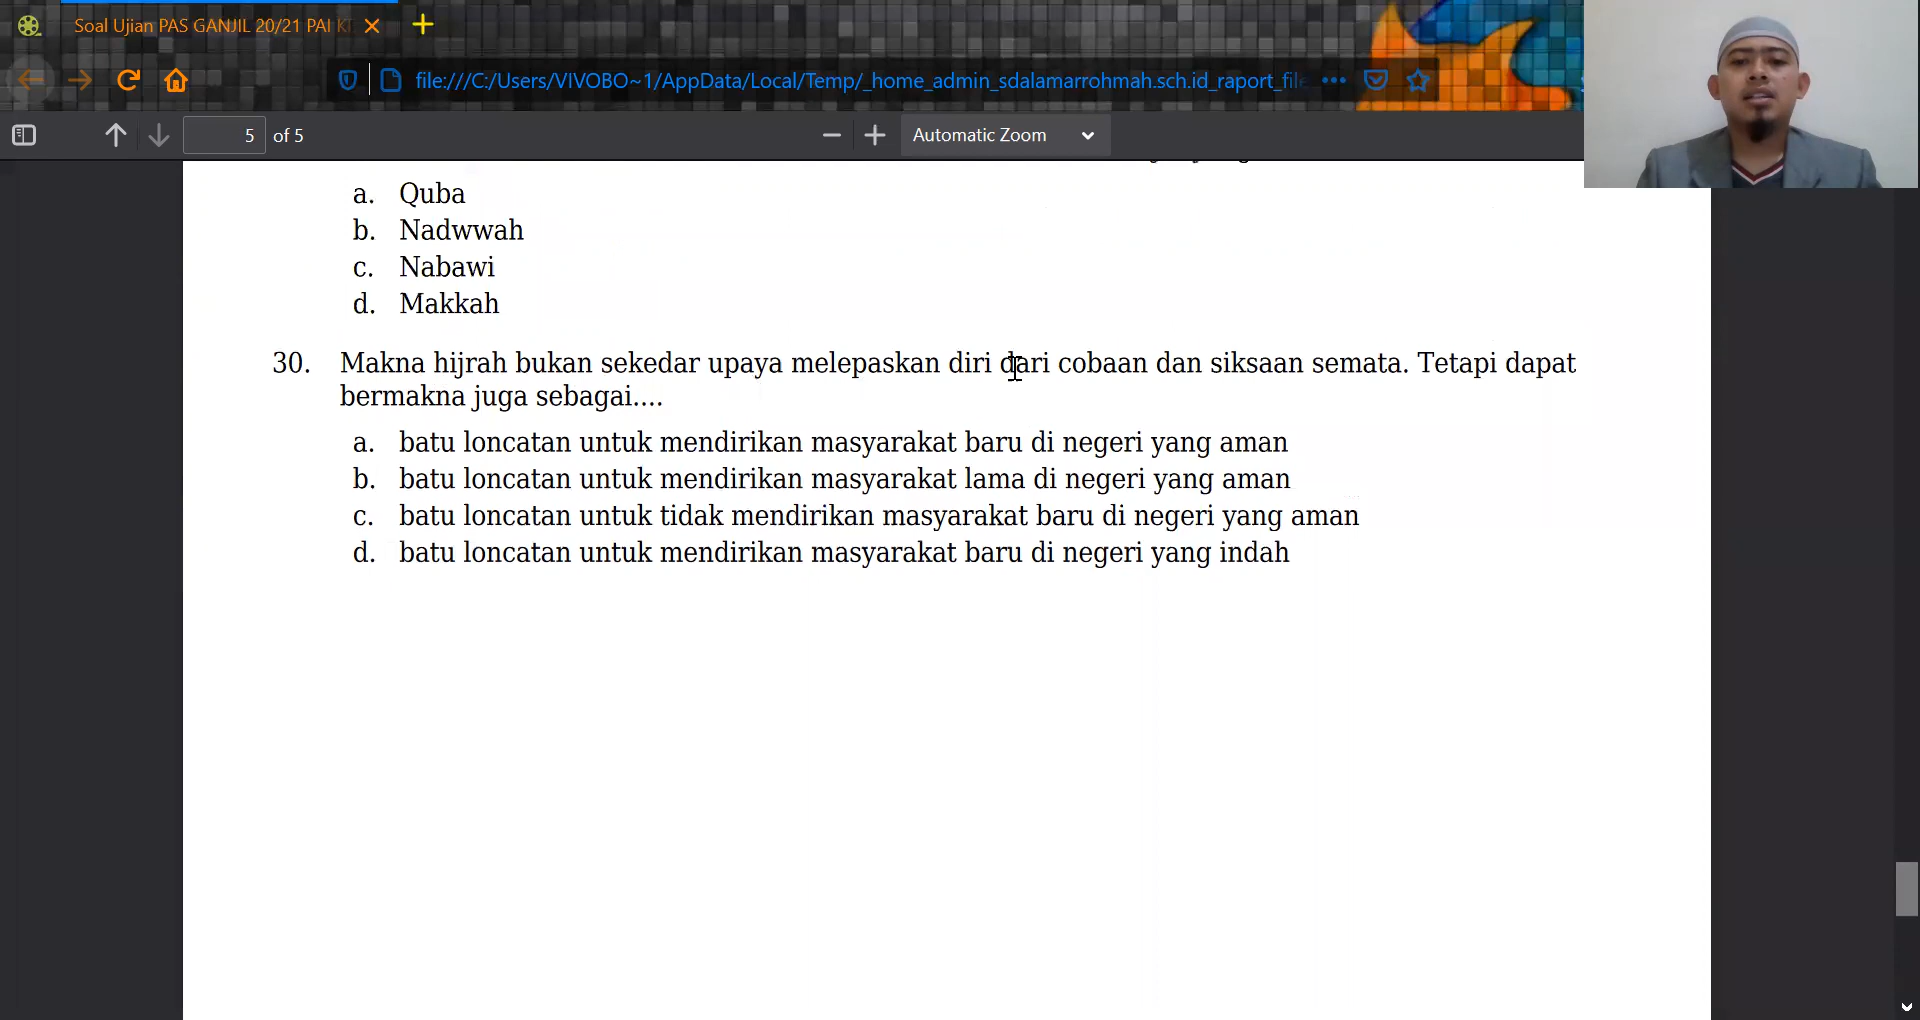 Soal Ujian PAS GANJIL 20/21 PAI KT
file:///C:/Users/VIVOBO~1/AppData/Local/Temp/_home_admin_sdalamarrohmah.sch.id_raport_file
5 of 5
Automatic Zoom
a. Quba
b. Nadwwah
c. Nabawi
d. Makkah
30. Makna hijrah bukan sekedar upaya melepaskan diri dari cobaan dan siksaan semata. Tetapi dapat
bermakna juga sebagai....
a. batu loncatan untuk mendirikan masyarakat baru di negeri yang aman
b. batu loncatan untuk mendirikan masyarakat lama di negeri yang aman
c. batu loncatan untuk tidak mendirikan masyarakat baru di negeri yang aman
d. batu loncatan untuk mendirikan masyarakat baru di negeri yang indah